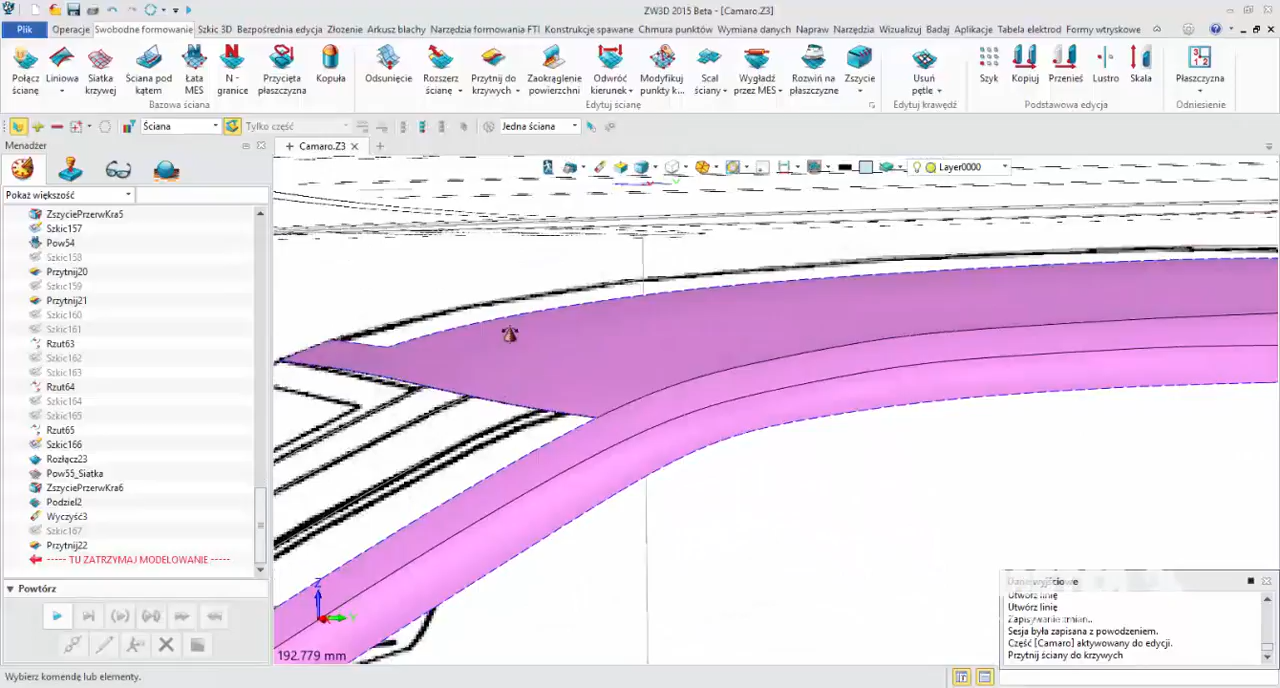 ZW3D 2015 Beta - [Camaro.Z3]
Plik Operacje Swobodne formowanie Szkic 3D Bezpośrednia edycja Złożenie Arkusz blachy Narzędzia formowania FTI Konstrukcje spawane Chmura punktów Wymiana danych Napraw Narzędzia Wizualizuj Badaj Aplikacje Tabela elektrod Formy wtryskowe
Połącz ścianę Liniowa Siatka krzywej Ściana pod kątem Łata MES N - granice Przycięta płaszczyzna Kopuła Odsunięcie Rozszerz ścianę Przytnij do krzywych Zaokrąglenie powierzchni Odwróć kierunek Modyfikuj punkty k... Scal ściany Wygładź przez MES Rozwiń na płaszczyzne Zszycie Usuń pętle Szyk Kopiuj Przenieś Lustro Skala Płaszczyzna
Bazowa ściana Edytuj ścianę Edytuj krawędź Podstawowa edycja Odniesienie
Ściana Tylko część Jedna ściana
Menadżer
Camaro.Z3
Layer0000
Pokaż większość
ZszyciePrzerwKra5
Szkic157
Pow54
Szkic158
Przytnij20
Szkic159
Przytnij21
Szkic160
Szkic161
Rzut63
Szkic162
Szkic163
Rzut64
Szkic164
Szkic165
Rzut65
Szkic166
Rozłącz23
Pow55_Siatka
ZszyciePrzerwKra6
Podziel2
Wyczyść3
Szkic167
Przytnij22
----- TU ZATRZYMAJ MODELOWANIE -----
Powtórz
Z
Y
192.779 mm
Dane wyjściowe
Utwórz linię
Utwórz linię
Zapisywanie zmian..
Sesja była zapisana z powodzeniem.
Część [Camaro] aktywowany do edycji.
Przytnij ściany do krzywych
Wybierz komendę lub elementy.